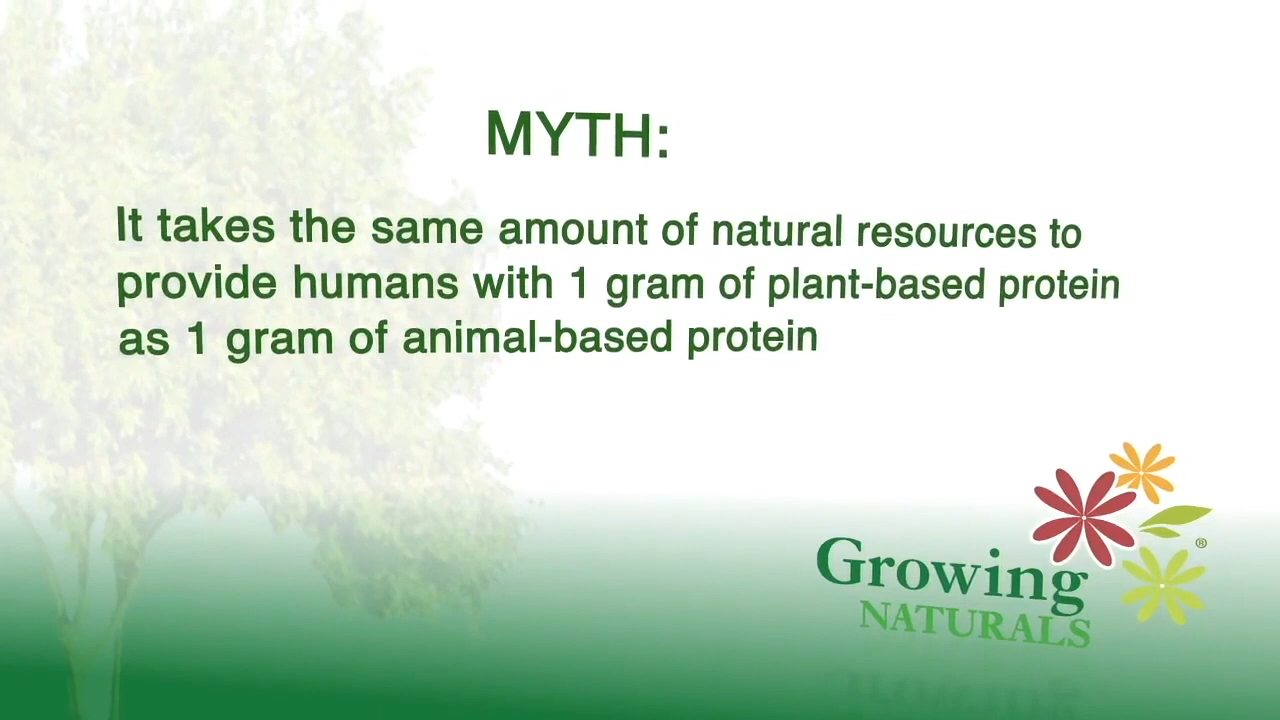 MYTH:
It takes the same amount of natural resources to
provide humans with 1 gram of plant-based protein
as 1 gram of animal-based protein
Growing
NATURALS
®